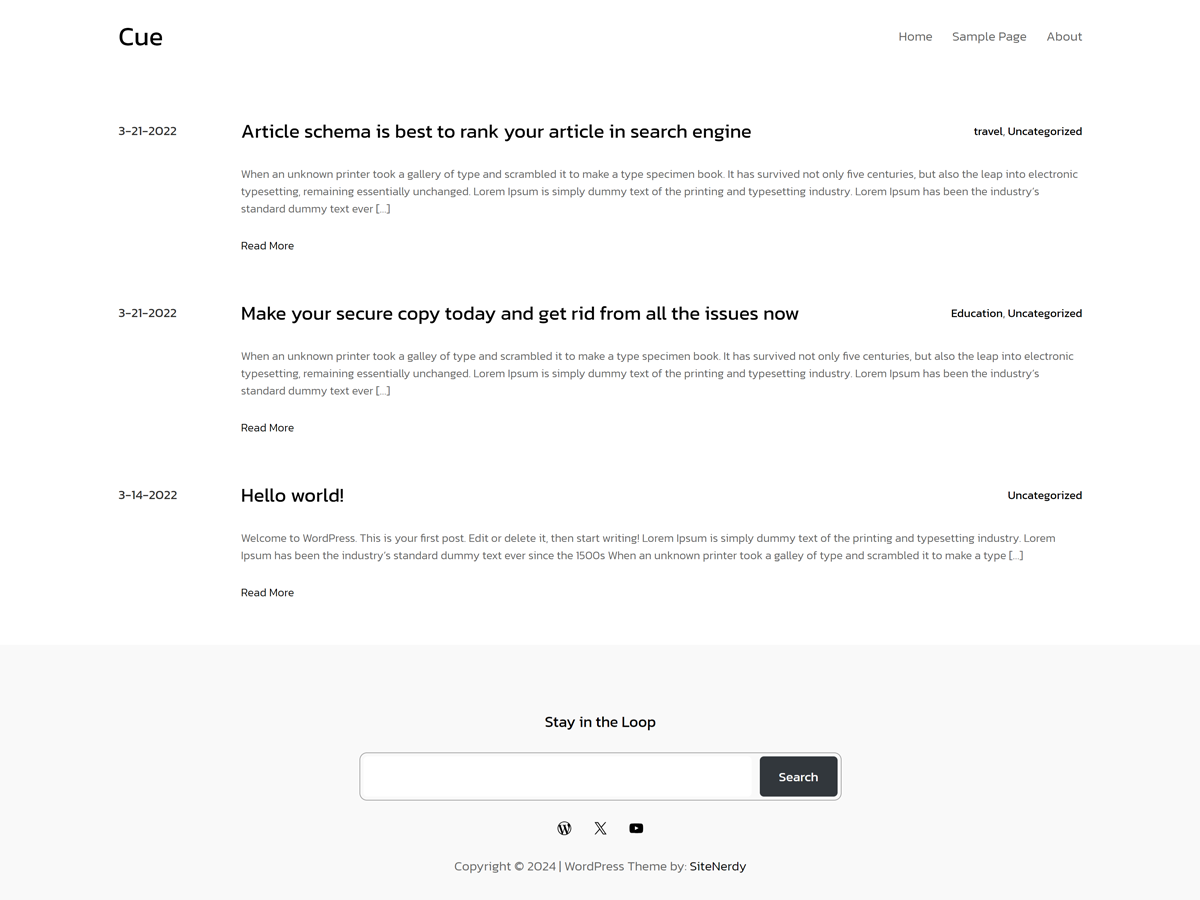 Cue
Home Sample Page About
3-21-2022
Article schema is best to rank your article in search engine
travel, Uncategorized
When an unknown printer took a gallery of type and scrambled it to make a type specimen book. It has survived not only five centuries, but also the leap into electronic
typesetting, remaining essentially unchanged. Lorem Ipsum is simply dummy text of the printing and typesetting industry. Lorem Ipsum has been the industry's
standard dummy text ever […]
Read More
3-21-2022
Make your secure copy today and get rid from all the issues now
Education, Uncategorized
When an unknown printer took a galley of type and scrambled it to make a type specimen book. It has survived not only five centuries, but also the leap into electronic
typesetting, remaining essentially unchanged. Lorem Ipsum is simply dummy text of the printing and typesetting industry. Lorem Ipsum has been the industry's
standard dummy text ever […]
Read More
3-14-2022
Hello world!
Uncategorized
Welcome to WordPress. This is your first post. Edit or delete it, then start writing! Lorem Ipsum is simply dummy text of the printing and typesetting industry. Lorem
Ipsum has been the industry's standard dummy text ever since the 1500s When an unknown printer took a galley of type and scrambled it to make a type […]
Read More
Stay in the Loop
Search
Copyright © 2024 | WordPress Theme by: SiteNerdy